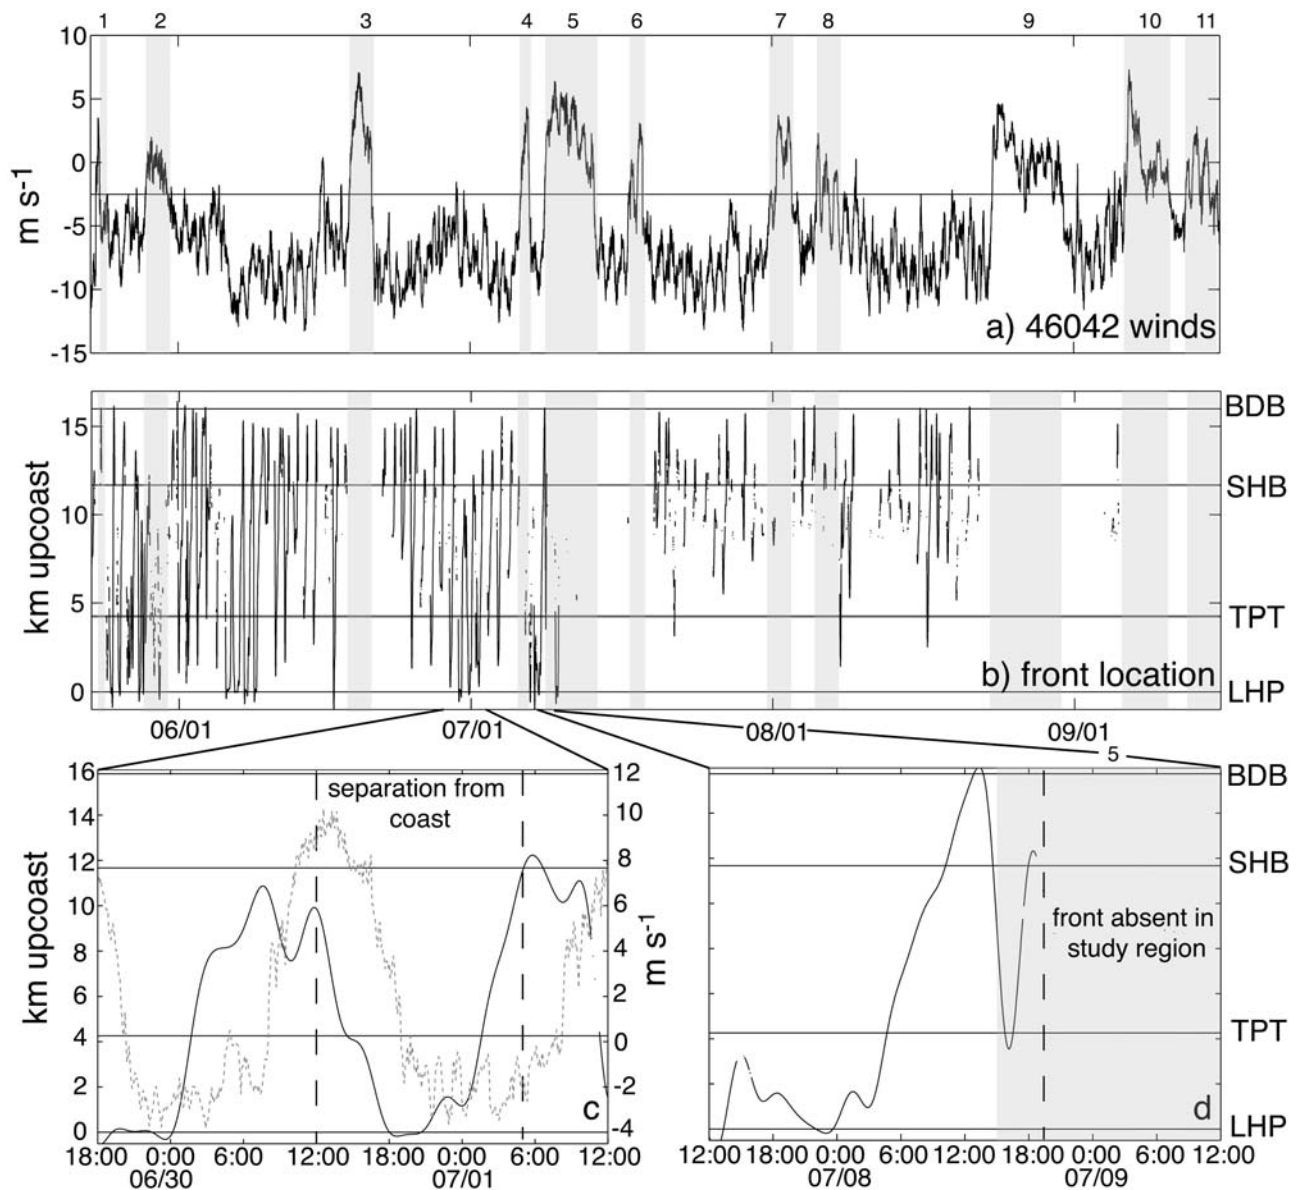 1 2 3 4 5 6 7 8 9 10 11
10
5
0
-5
-10
-15
m s-1
a) 46042 winds
15
10
5
0
km upcoast
BDB
SHB
TPT
LHP
b) front location
06/01 07/01 08/01 09/01
5
16
14
12
10
8
6
4
2
0
km upcoast
separation from
coast
12
10
8
6
4
2
0
-2
-4
m s-1
c
18:00 0:00 6:00 12:00 18:00 0:00 6:00 12:00
06/30 07/01
BDB
SHB
TPT
LHP
front absent in
study region
d
12:00 18:00 0:00 6:00 12:00 18:00 0:00 6:00 12:00
07/08 07/09